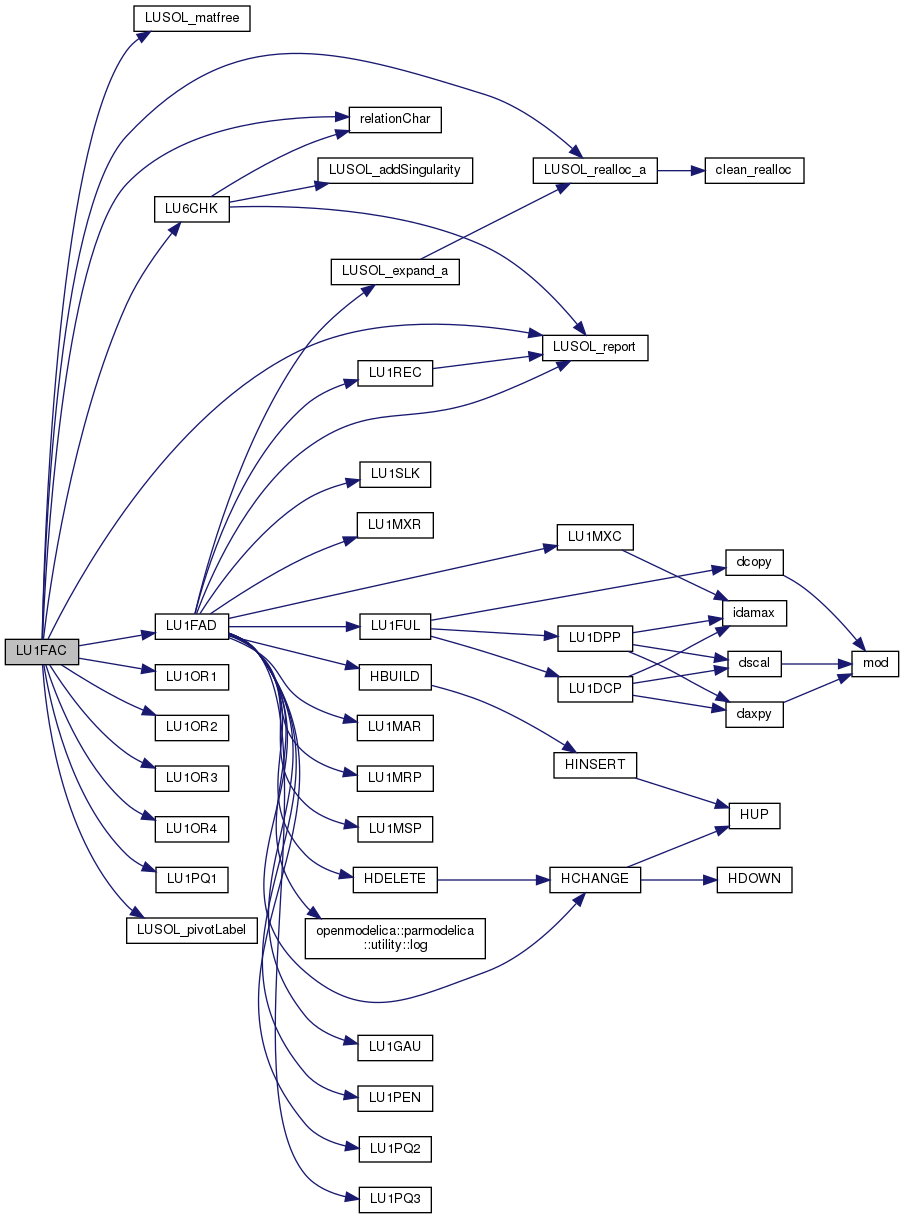 LUSOL_matfree
relationChar
LUSOL_addSingularity
LUSOL_realloc_a
clean_realloc
LU6CHK
LUSOL_expand_a
LUSOL_report
LU1REC
LU1SLK
LU1MXR
LU1MXC
dcopy
idamax
LU1FAC
LU1FAD
LU1FUL
LU1DPP
dscal
mod
LU1OR1
HBUILD
LU1DCP
daxpy
LU1OR2
LU1MAR
HINSERT
LU1OR3
LU1MRP
HUP
LU1OR4
LU1MSP
LU1PQ1
HDELETE
HCHANGE
HDOWN
LUSOL_pivotLabel
openmodelica::parmodelica
::utility::log
LU1GAU
LU1PEN
LU1PQ2
LU1PQ3